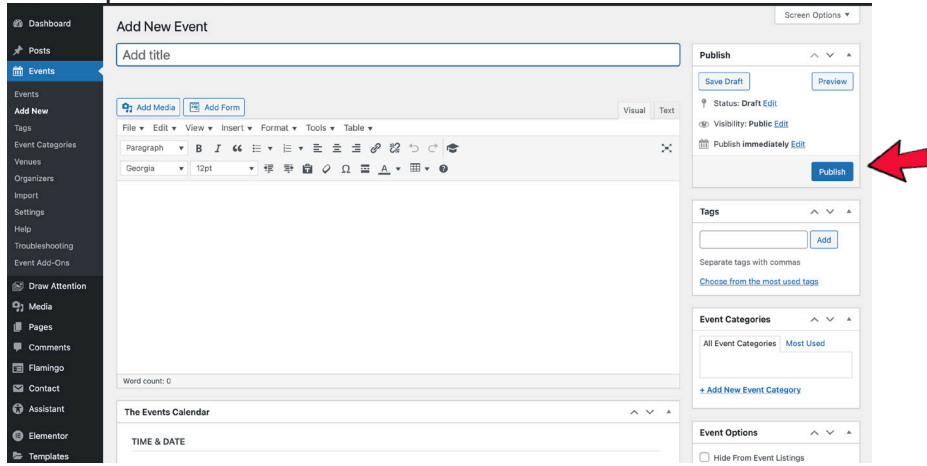 Dashboard
Posts
Events
Events
Add New
Tags
Event Categories
Venues
Organizers
Import
Settings
Help
Troubleshooting
Event Add-Ons
Draw Attention
Media
Pages
Comments
Flamingo
Contact
Assistant
Elementor
Templates
Screen Options
Add New Event
Add title
Add Media Add Form
Visual Text
File Edit View Insert Format Tools Table
Paragraph B I A
Georgia 12pt Ω A
Word count: 0
The Events Calendar
TIME & DATE
Publish
Save Draft Preview
Status: Draft Edit
Visibility: Public Edit
Publish immediately Edit
Publish
Tags
Add
Separate tags with commas
Choose from the most used tags
Event Categories
All Event Categories Most Used
+ Add New Event Category
Event Options
Hide From Event Listings